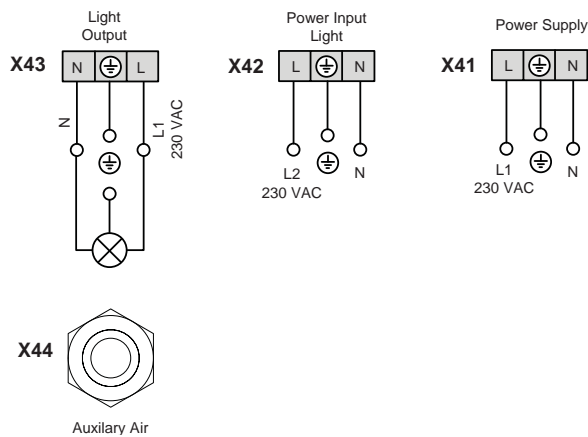 Light
Output
X43
N
L
N
L1
230 VAC
Power Input
Light
X42
L
N
L2
230 VAC
N
Power Supply
X41
L
N
L1
230 VAC
N
X44
Auxilary Air